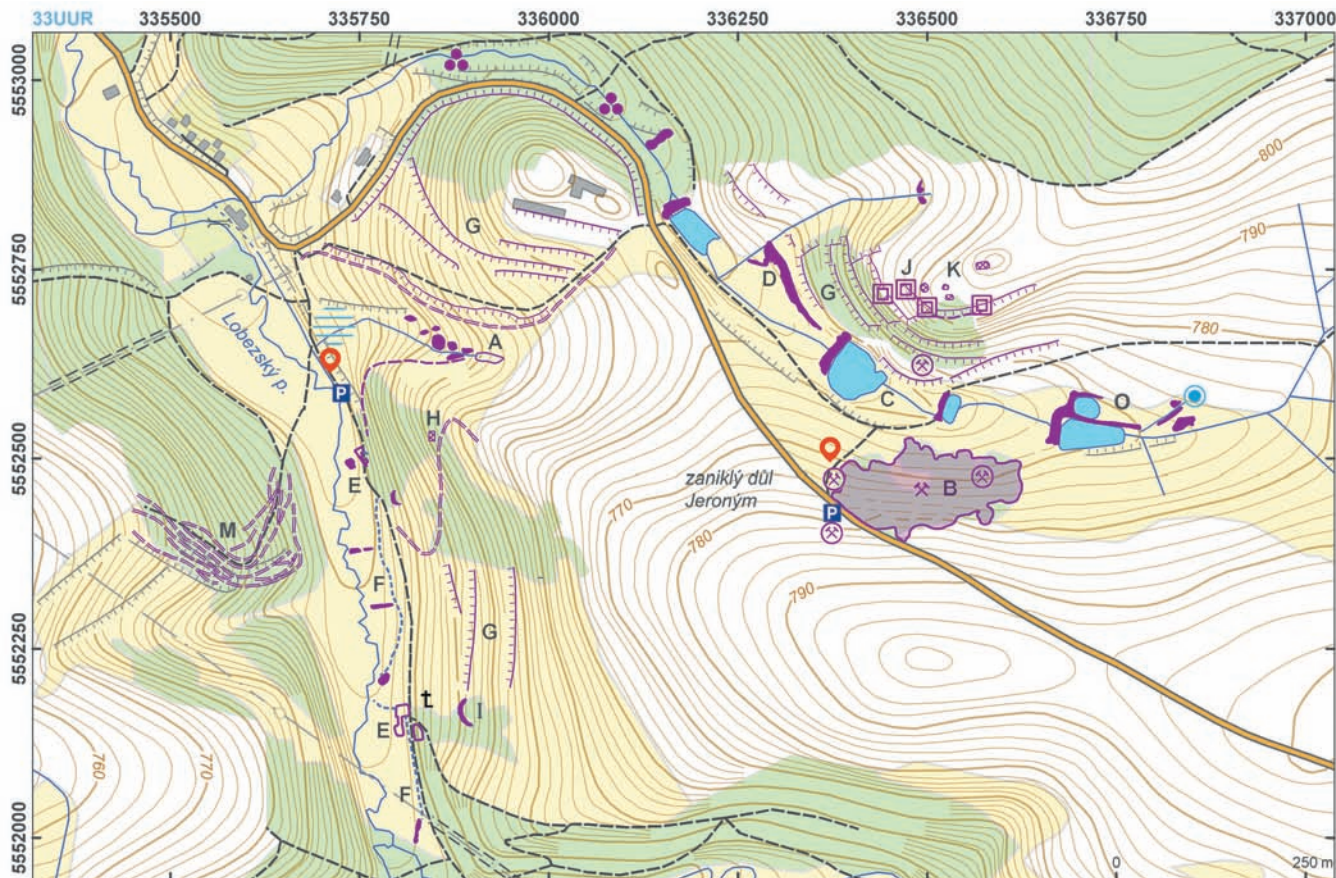 33UUR
335500
335750
336000
336250
336500
336750
337000
5553000
5552750
5552500
5552250
5552000
800
790
780
G
D
G
J
K
A
C
O
Lobezský p.
P
H
E
zaniklý důl
Jeroným
B
P
770
780
790
M
F
G
t
I
E
F
760
770
0
250 m